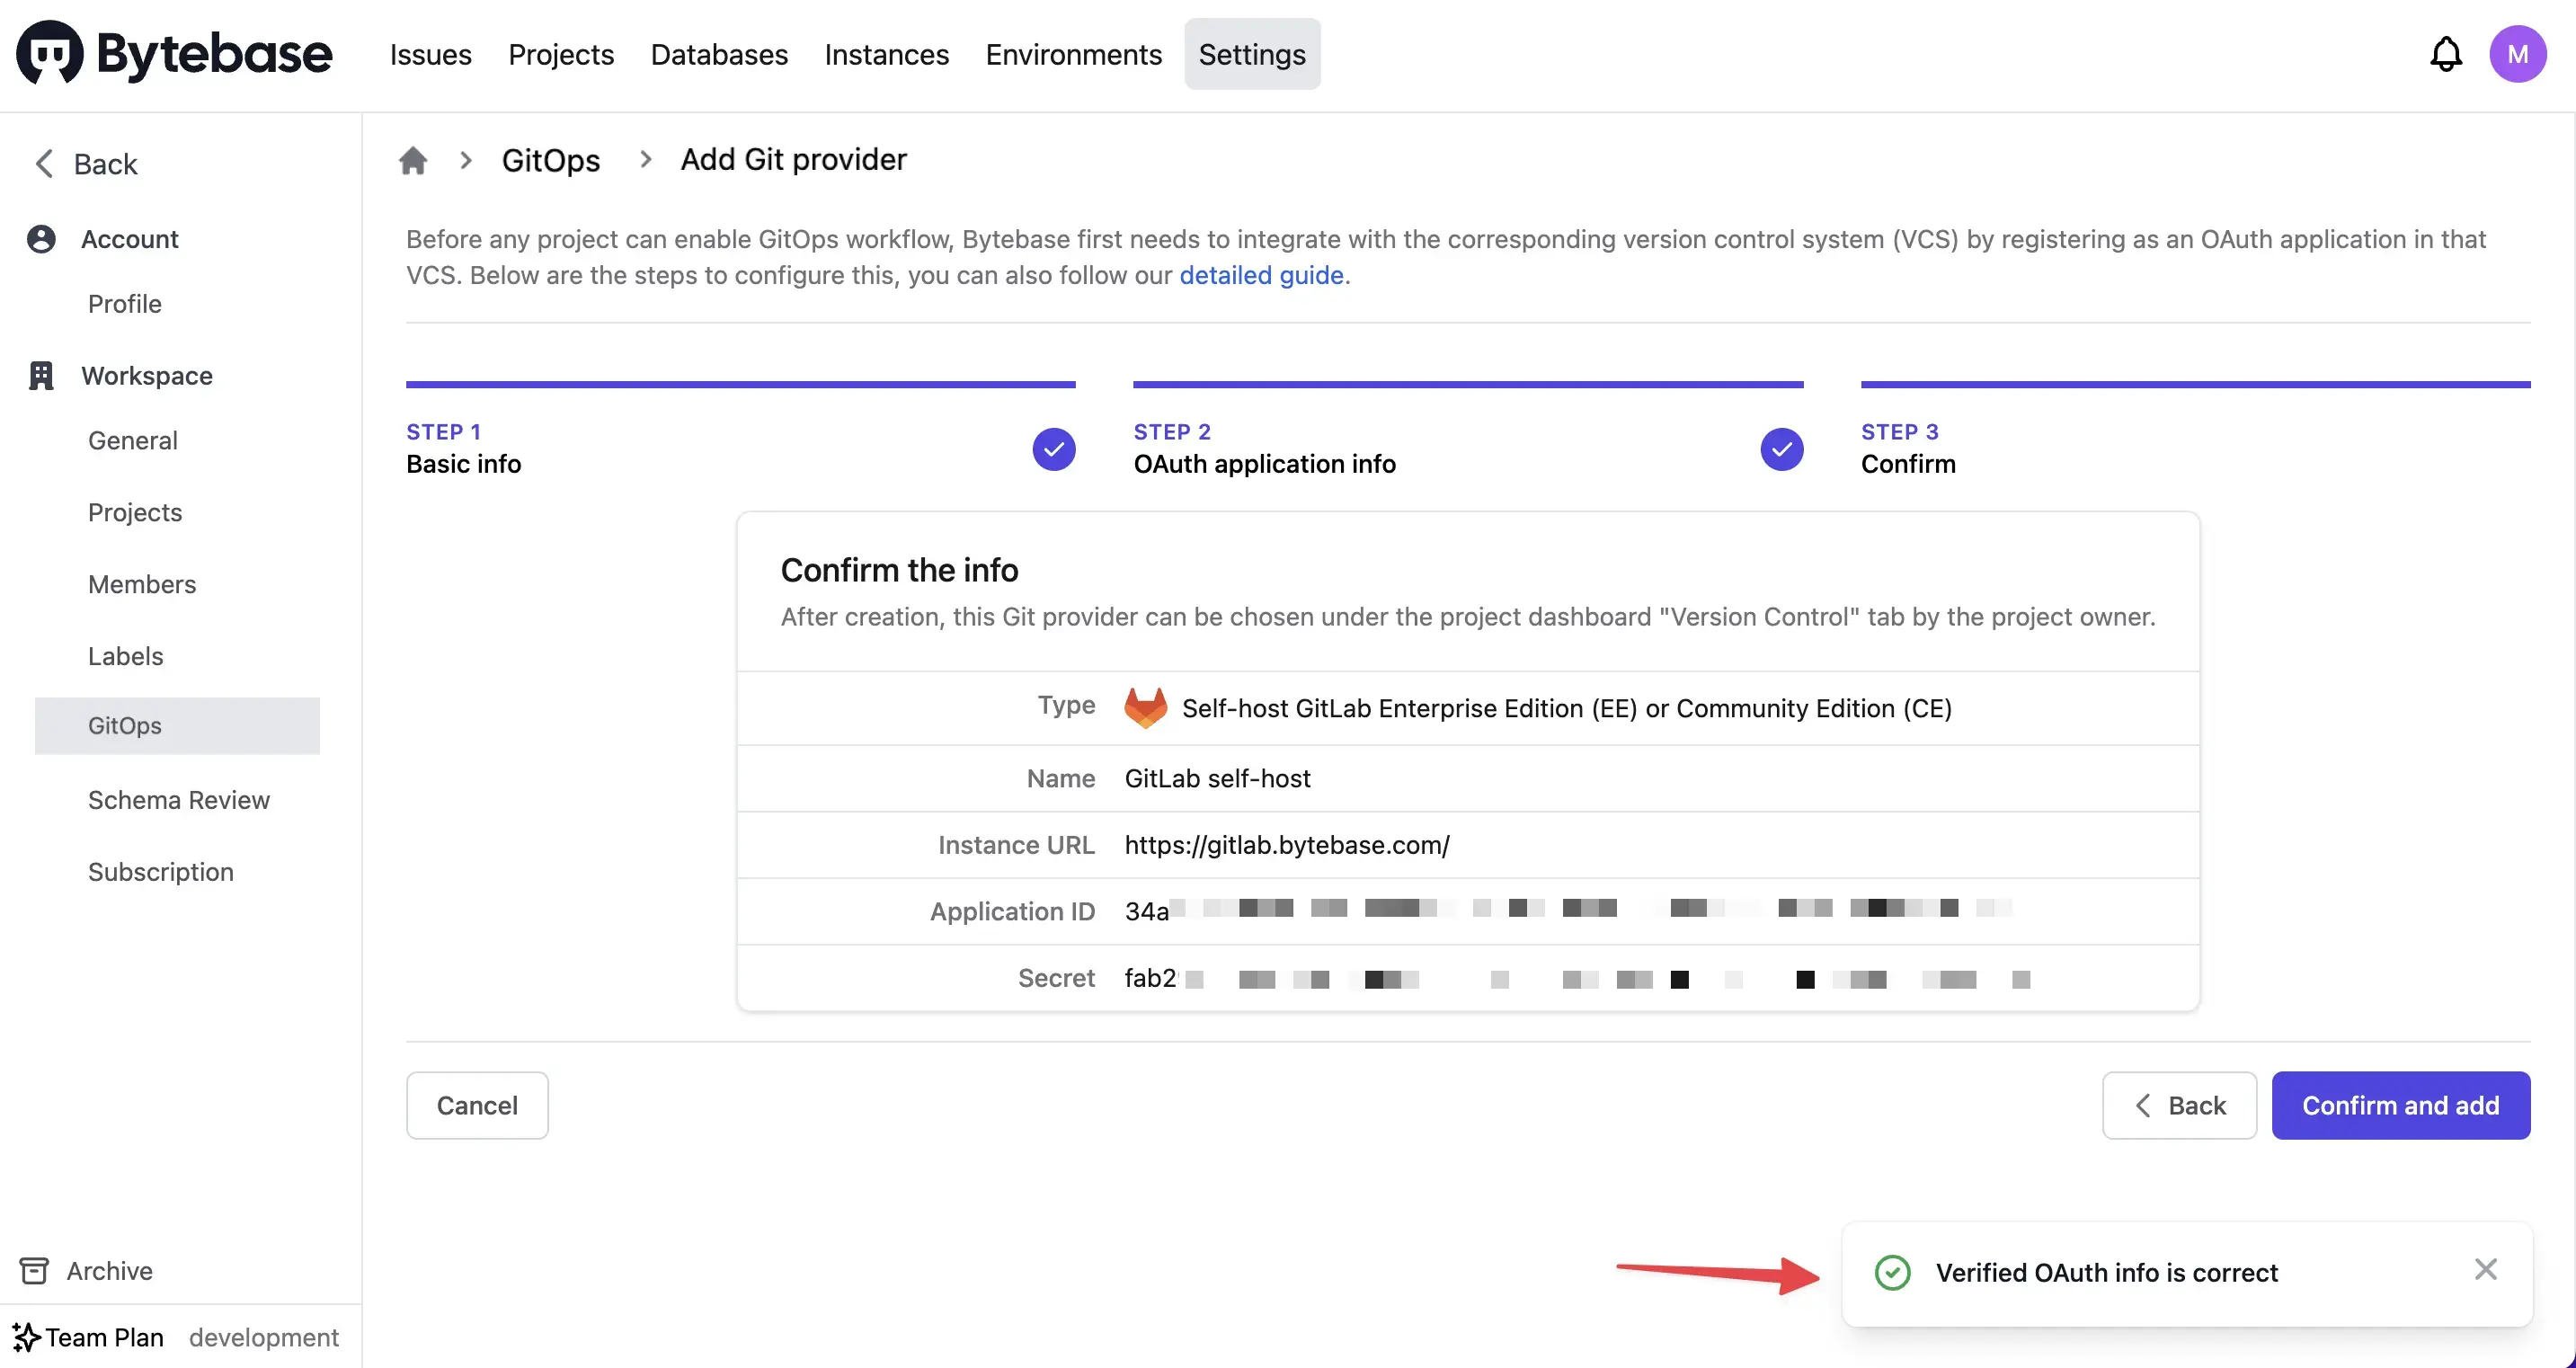 Bytebase
Issues Projects Databases Instances Environments Settings
M
Back
Account
Profile
Workspace
General
Projects
Members
Labels
GitOps
Schema Review
Subscription
Archive
Team Plan development
GitOps Add Git provider
Before any project can enable GitOps workflow, Bytebase first needs to integrate with the corresponding version control system (VCS) by registering as an OAuth application in that
VCS. Below are the steps to configure this, you can also follow our detailed guide.
STEP 1
Basic info
STEP 2
OAuth application info
STEP 3
Confirm
Confirm the info
After creation, this Git provider can be chosen under the project dashboard "Version Control" tab by the project owner.
Type Self-host GitLab Enterprise Edition (EE) or Community Edition (CE)
Name GitLab self-host
Instance URL https://gitlab.bytebase.com/
Application ID 34a
Secret fab2
Cancel
Back
Confirm and add
Verified OAuth info is correct